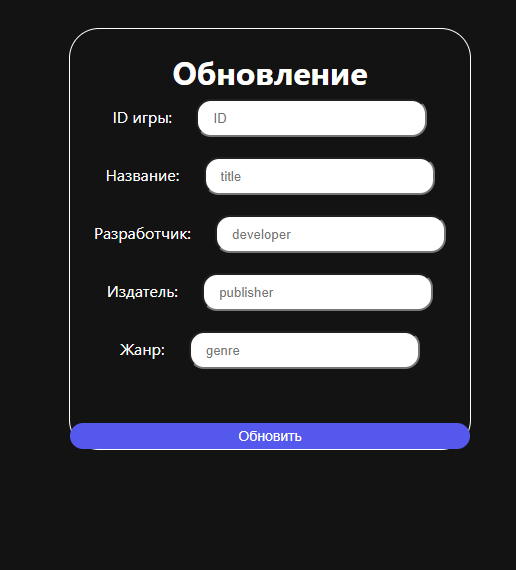 Обновление
ID игры: ID
Название: title
Разработчик: developer
Издатель: publisher
Жанр: genre
Обновить